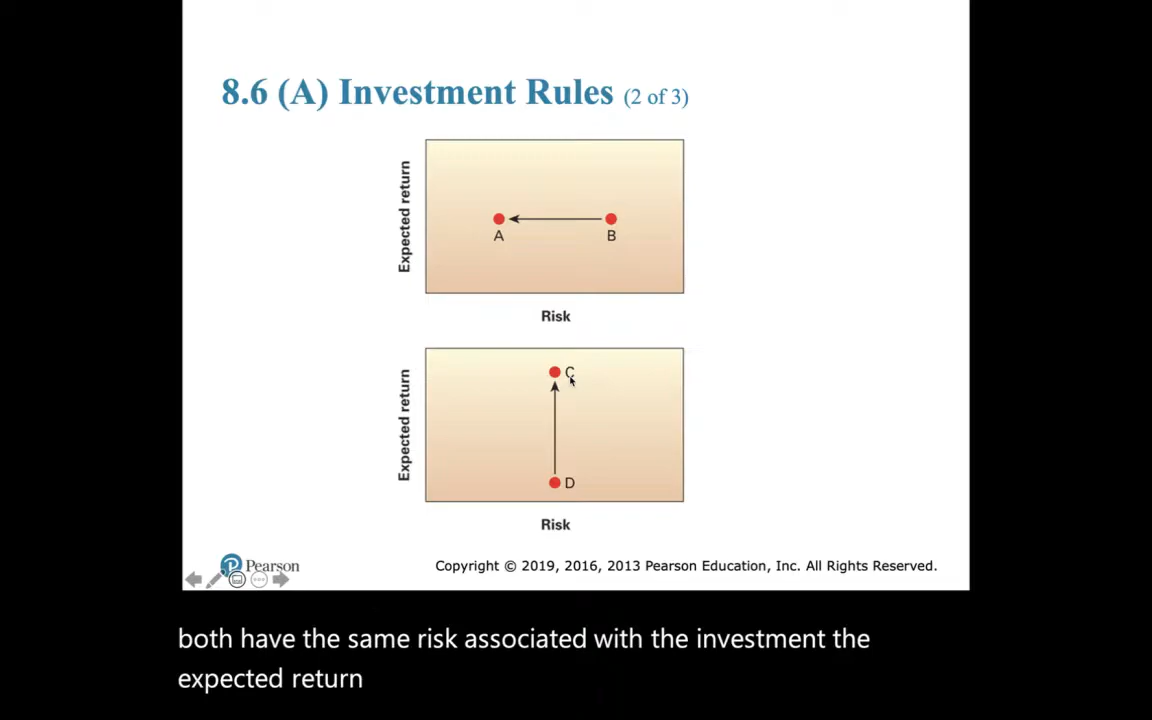 8.6 (A) Investment Rules (2 of 3)
Expected return
A
B
Risk
Expected return
C
D
Risk
Pearson
Copyright © 2019, 2016, 2013 Pearson Education, Inc. All Rights Reserved.
both have the same risk associated with the investment the
expected return